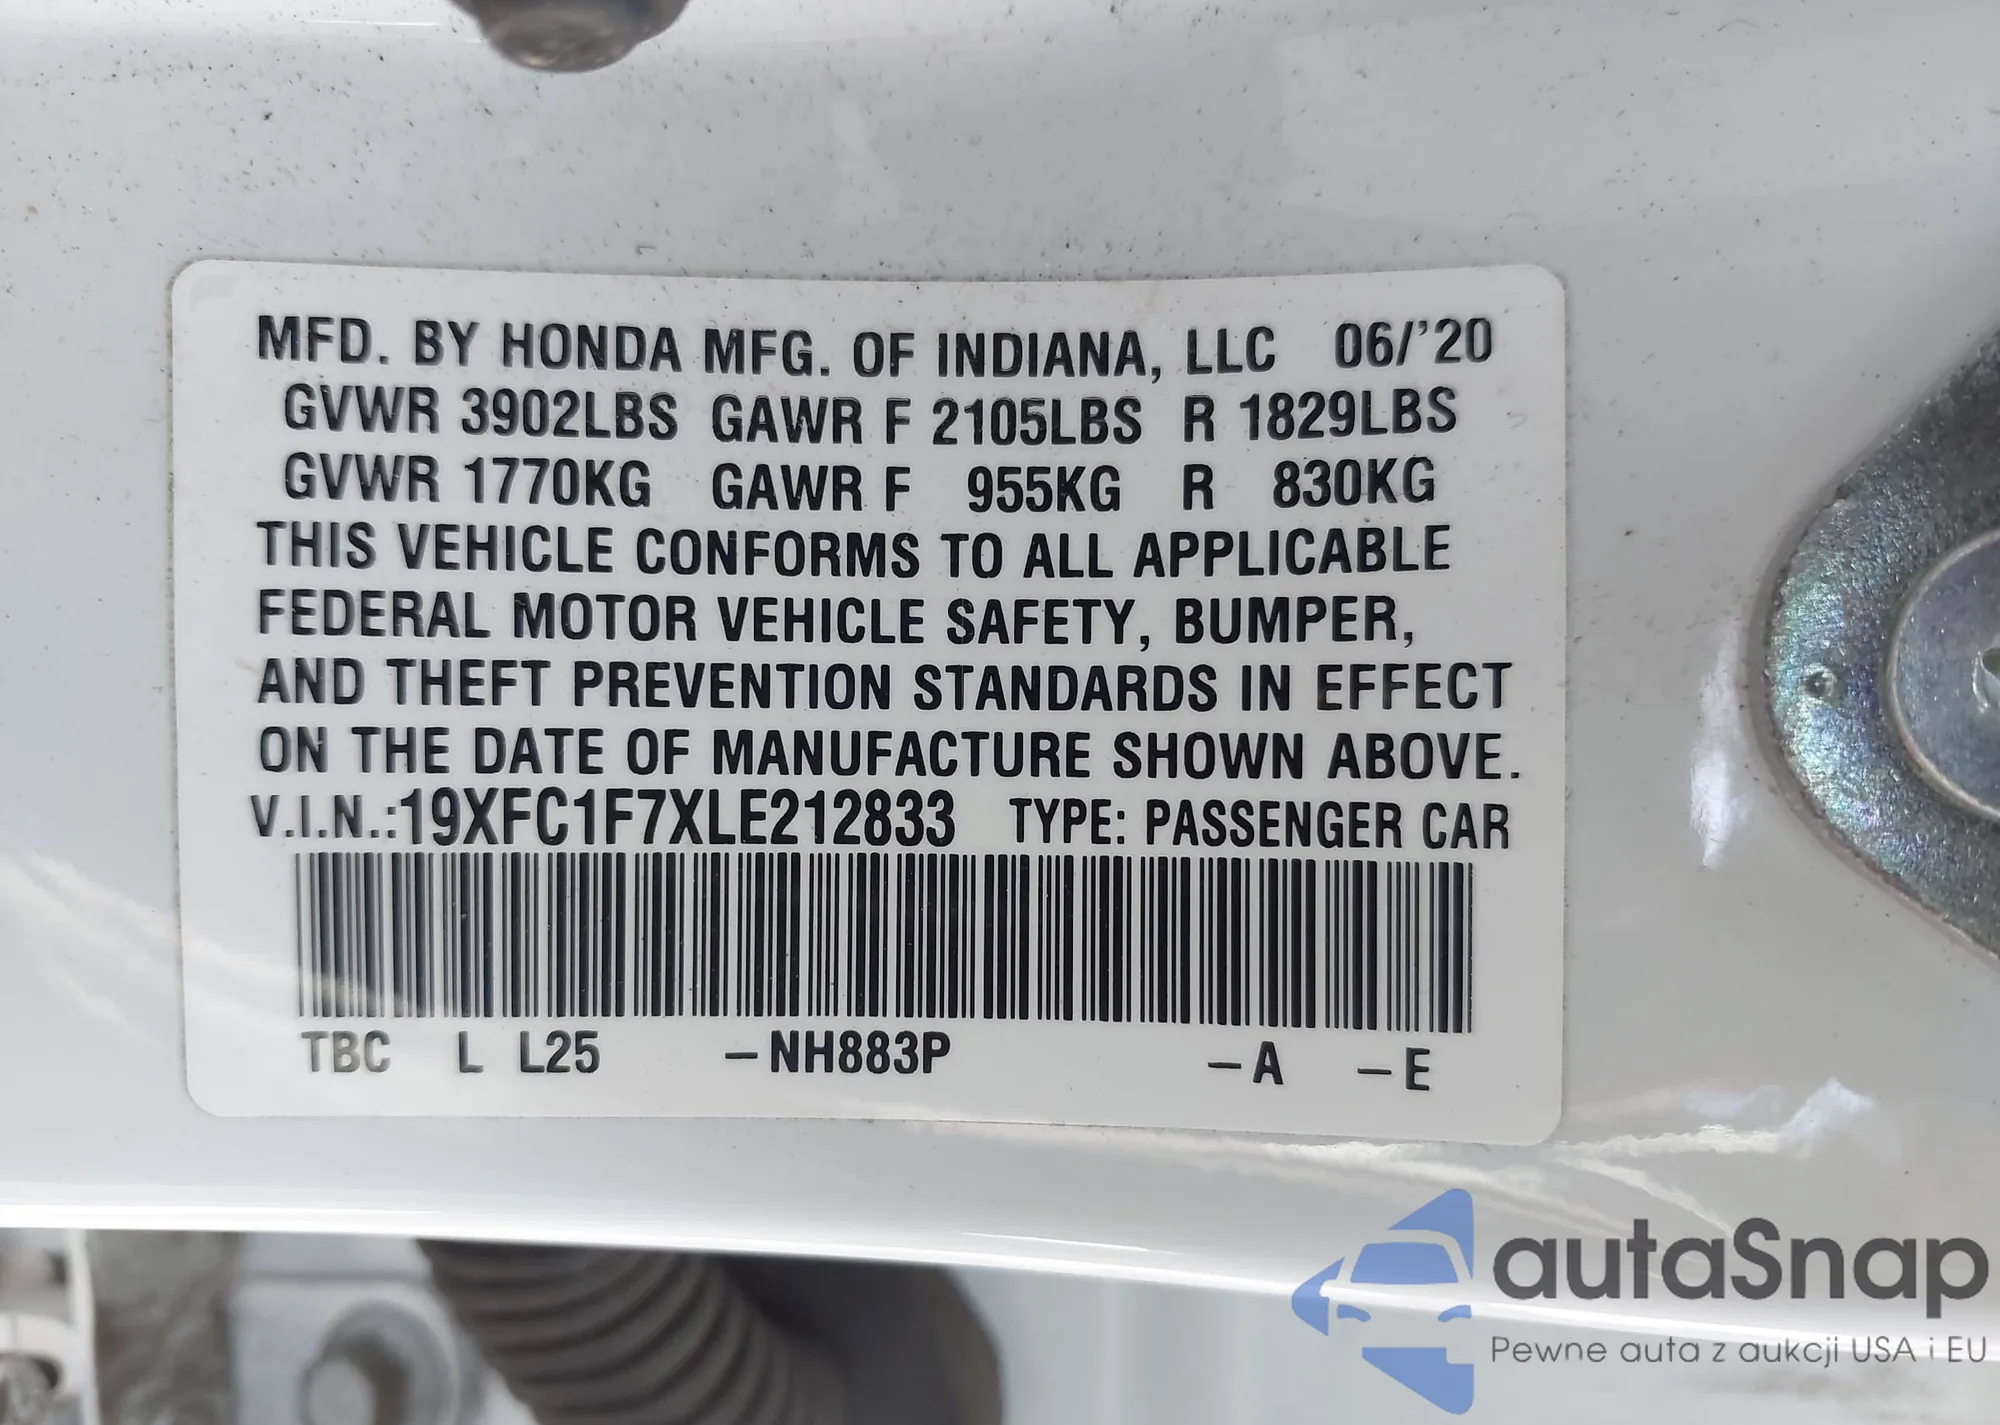 MFD. BY HONDA MFG. OF INDIANA, LLC 06/'20
GVWR 3902LBS GAWR F 2105LBS R 1829LBS
GVWR 1770KG GAWR F 955KG R 830KG
THIS VEHICLE CONFORMS TO ALL APPLICABLE
FEDERAL MOTOR VEHICLE SAFETY, BUMPER,
AND THEFT PREVENTION STANDARDS IN EFFECT
ON THE DATE OF MANUFACTURE SHOWN ABOVE.
V.I.N.:19XFC1F7XLE212833 TYPE: PASSENGER CAR
TBC L L25 –NH883P –A –E
autaSnap
Pewne auta z aukcji USA i EU